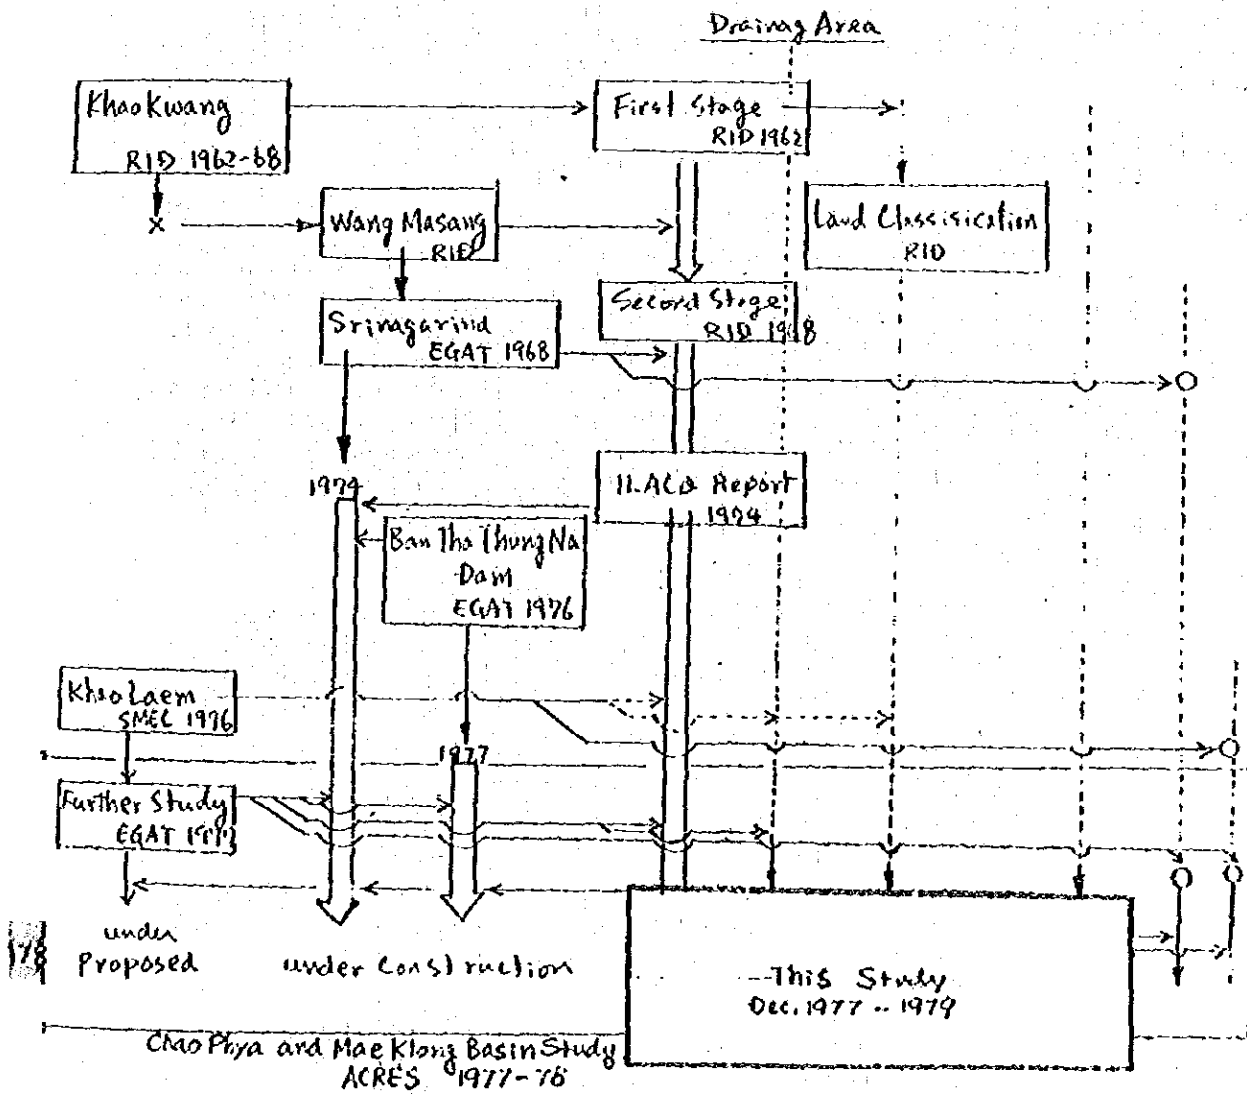 Drainag Area
Khao Kwang
RID 1962-68
First Stage
RID 1962
x
Wang Masang
RID
Land Classisication
RID
Srinagarind
EGAT 1968
Second Stage
RID 1968
1974
ILACO Report
1974
Ban Tha Thung Na
Dam
EGAT 1976
Khao Laem
SMEC 1976
1977
Further Study
EGAT
under
Proposed
under Construction
This Study
Dec. 1977 -- 1979
Chao Phya and Mae Klong Basin Study
ACRES 1977-78